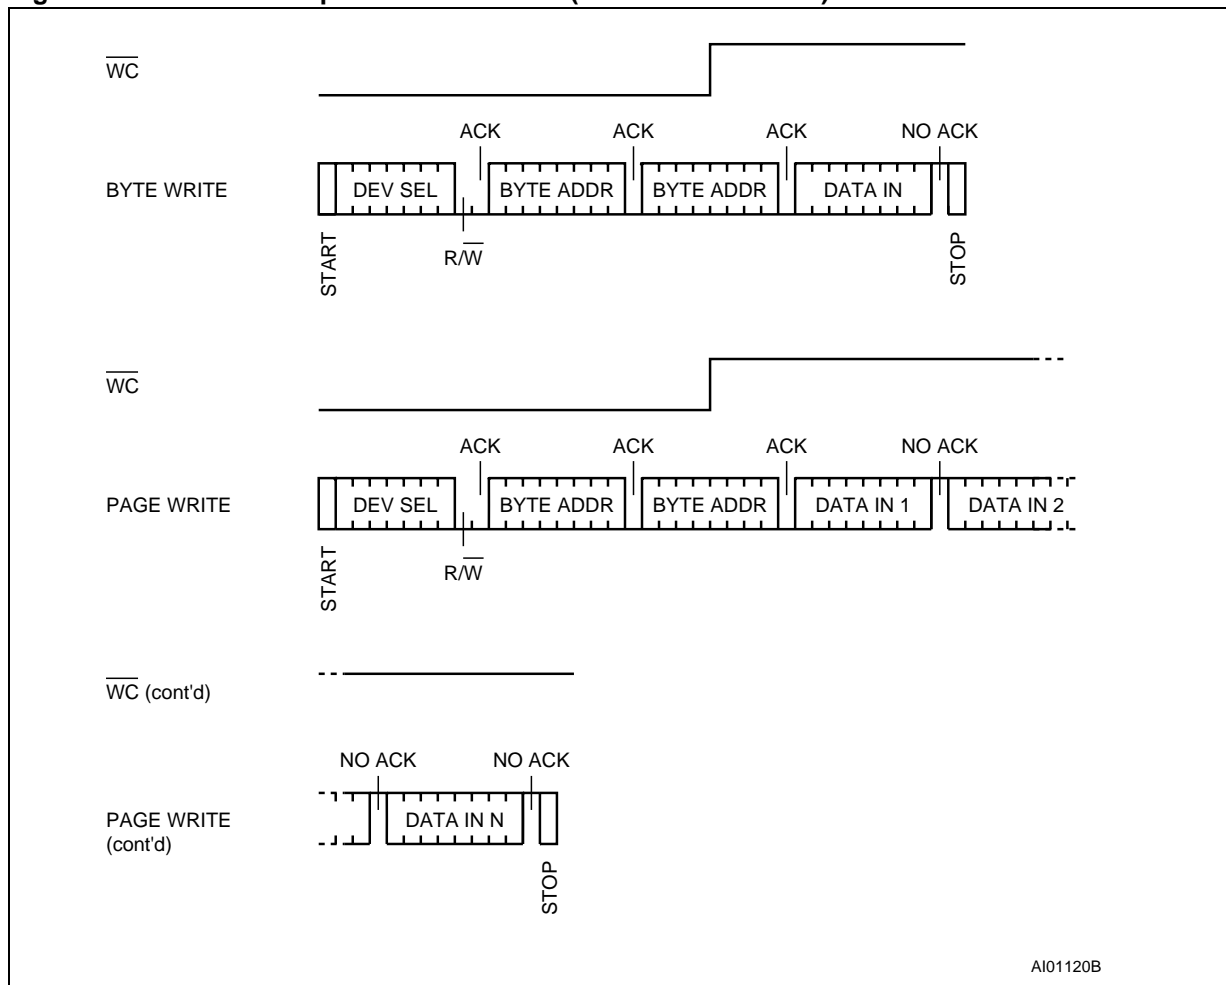 WC
ACK ACK ACK NO ACK
BYTE WRITE DEV SEL BYTE ADDR BYTE ADDR DATA IN
R/W
START
STOP
WC
ACK ACK ACK NO ACK
PAGE WRITE DEV SEL BYTE ADDR BYTE ADDR DATA IN 1 DATA IN 2
R/W
START
WC (cont'd)
NO ACK NO ACK
PAGE WRITE DATA IN N
(cont'd)
STOP
AI01120B